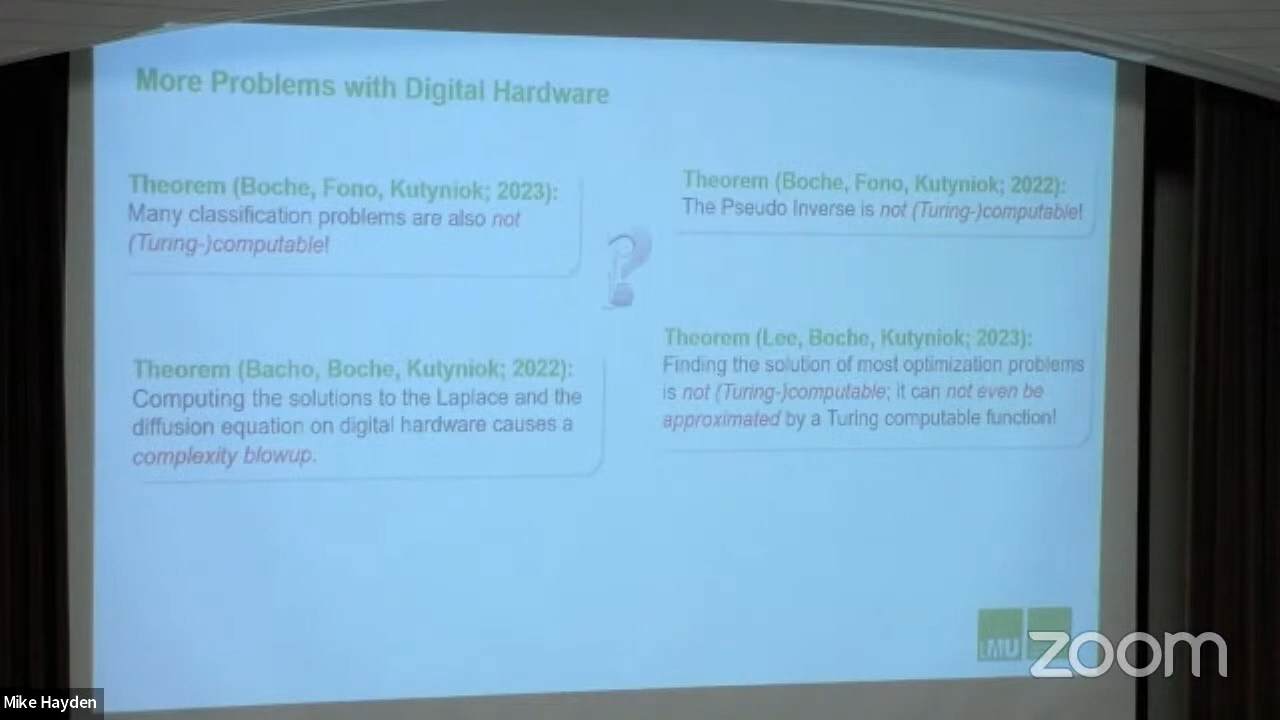 More Problems with Digital Hardware
Theorem (Boche, Fono, Kutyniok; 2023):
Many classification problems are also not
(Turing-)computable!
Theorem (Boche, Fono, Kutyniok; 2022):
The Pseudo Inverse is not (Turing-)computable!
?
Theorem (Bacho, Boche, Kutyniok; 2022):
Computing the solutions to the Laplace and the
diffusion equation on digital hardware causes a
complexity blowup.
Theorem (Lee, Boche, Kutyniok; 2023):
Finding the solution of most optimization problems
is not (Turing-)computable; it can not even be
approximated by a Turing computable function!
LMU
zoom
Mike Hayden